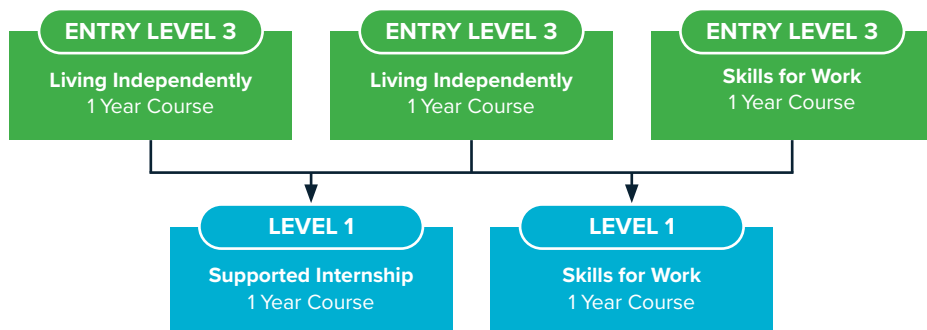 ENTRY LEVEL 3
Living Independently
1 Year Course
ENTRY LEVEL 3
Living Independently
1 Year Course
ENTRY LEVEL 3
Skills for Work
1 Year Course
LEVEL 1
Supported Internship
1 Year Course
LEVEL 1
Skills for Work
1 Year Course